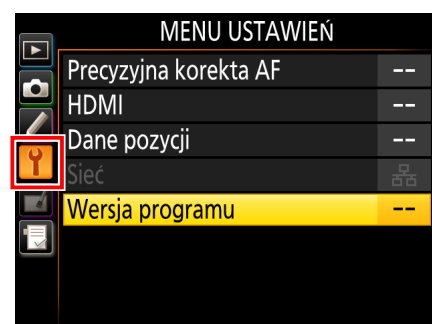 MENU USTAWIEŃ
Precyzyjna korekta AF --
HDMI --
Dane pozycji --
Sieć
Wersja programu --